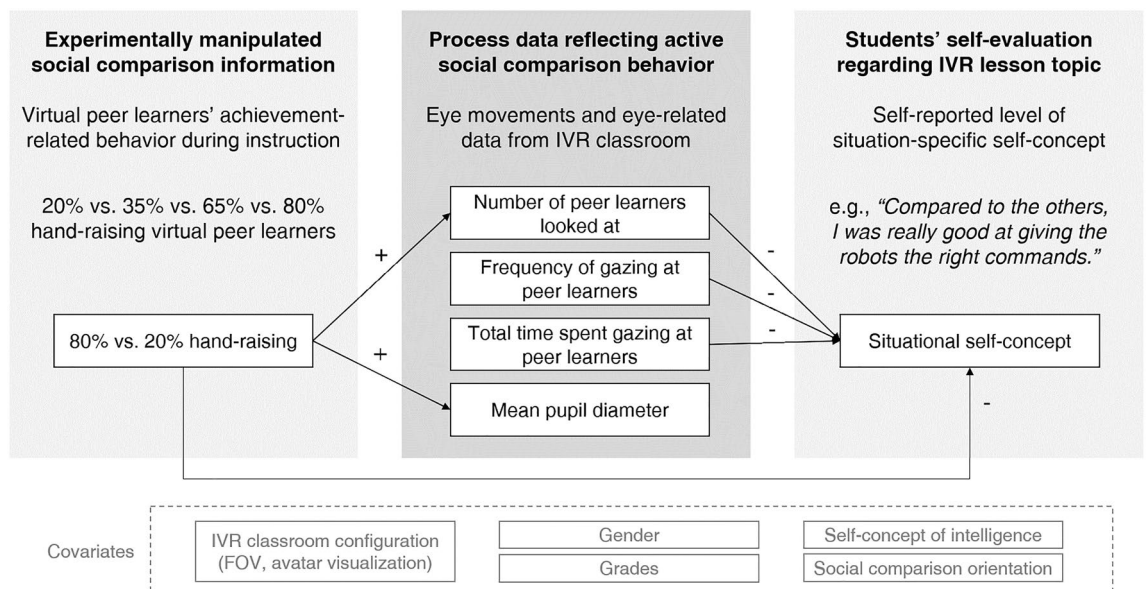 Experimentally manipulated
social comparison information
Virtual peer learners' achievement-
related behavior during instruction
20% vs. 35% vs. 65% vs. 80%
hand-raising virtual peer learners
80% vs. 20% hand-raising
+
+
Process data reflecting active
social comparison behavior
Eye movements and eye-related
data from IVR classroom
Number of peer learners
looked at
Frequency of gazing at
peer learners
Total time spent gazing at
peer learners
Mean pupil diameter
-
-
-
Students' self-evaluation
regarding IVR lesson topic
Self-reported level of
situation-specific self-concept
e.g., “Compared to the others,
I was really good at giving the
robots the right commands.”
Situational self-concept
-
Covariates
IVR classroom configuration
(FOV, avatar visualization)
Gender
Grades
Self-concept of intelligence
Social comparison orientation